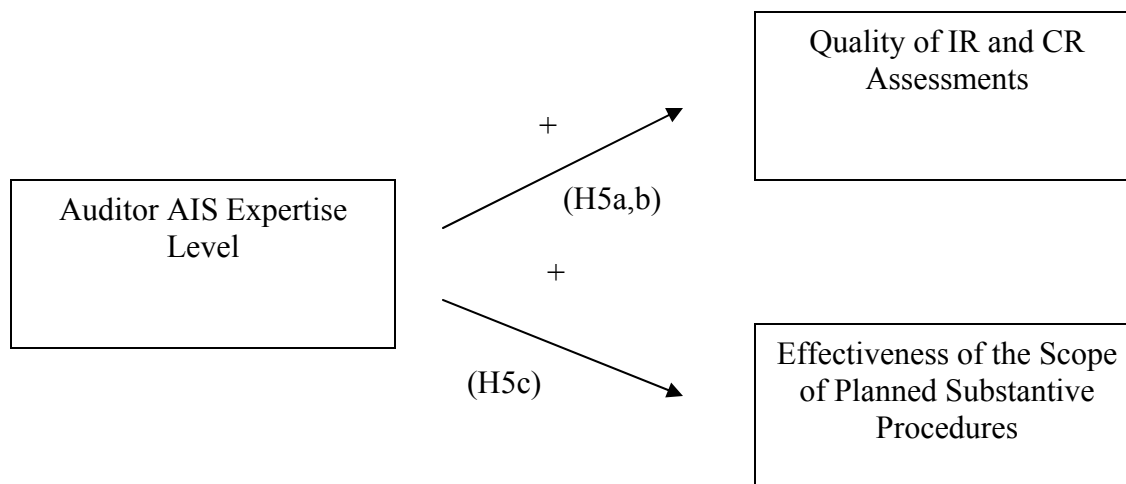 Quality of IR and CR
Assessments
+
(H5a,b)
Auditor AIS Expertise
Level
+
(H5c)
Effectiveness of the Scope
of Planned Substantive
Procedures